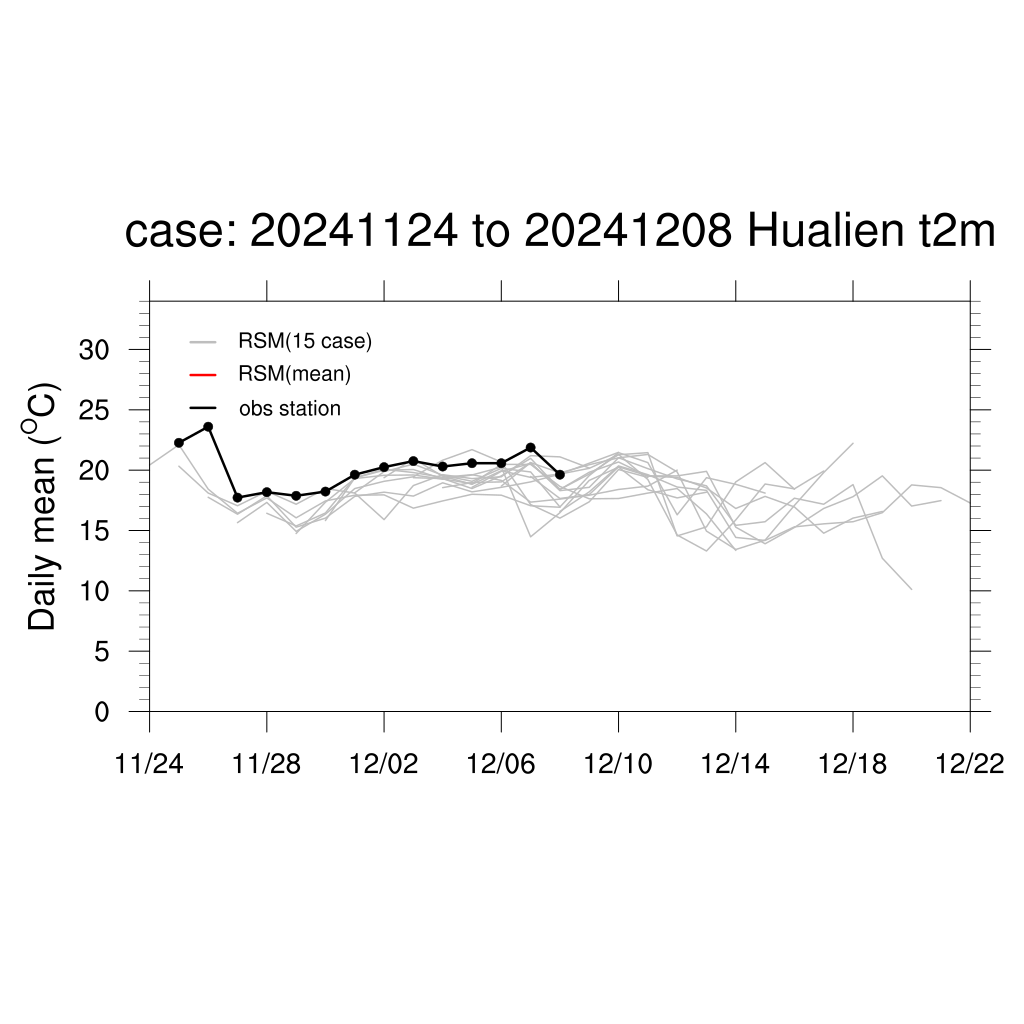 case: 20241124 to 20241208 Hualien t2m
RSM(15 case)
RSM(mean)
obs station
Daily mean (°C)
30
25
20
15
10
5
0
11/24 11/28 12/02 12/06 12/10 12/14 12/18 12/22